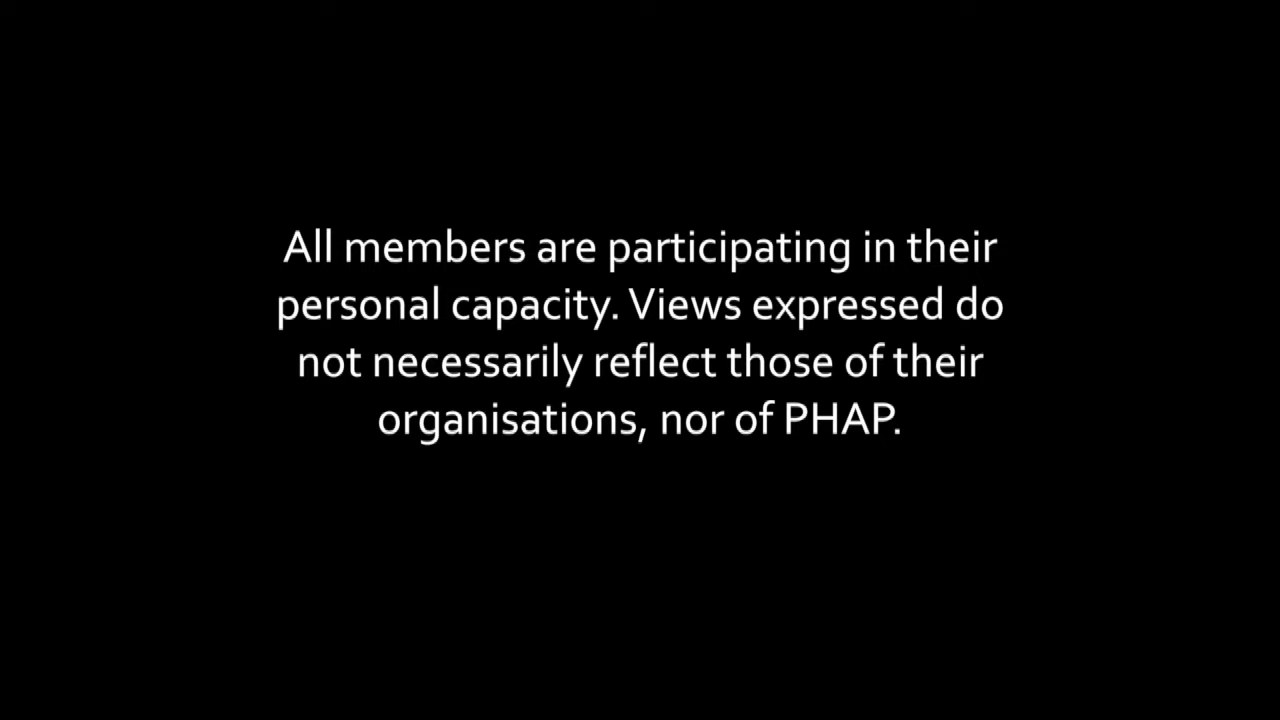 All members are participating in their
personal capacity. Views expressed do
not necessarily reflect those of their
organisations, nor of PHAP.